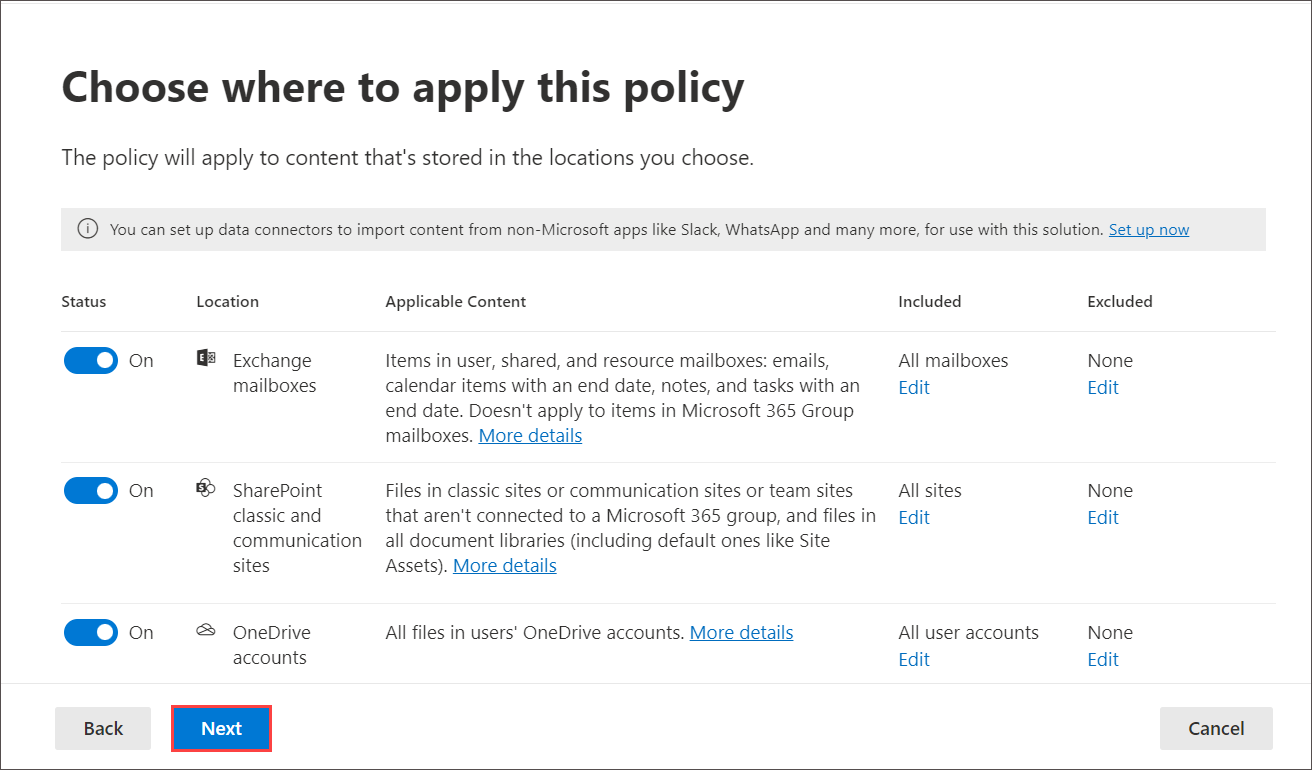 Choose where to apply this policy
The policy will apply to content that's stored in the locations you choose.
You can set up data connectors to import content from non-Microsoft apps like Slack, WhatsApp and many more, for use with this solution. Set up now
Status Location Applicable Content Included Excluded
On
Exchange
mailboxes
Items in user, shared, and resource mailboxes: emails,
calendar items with an end date, notes, and tasks with an
end date. Doesn't apply to items in Microsoft 365 Group
mailboxes. More details
All mailboxes
Edit
None
Edit
On
SharePoint
classic and
communication
sites
Files in classic sites or communication sites or team sites
that aren't connected to a Microsoft 365 group, and files in
all document libraries (including default ones like Site
Assets). More details
All sites
Edit
None
Edit
On
OneDrive
accounts
All files in users' OneDrive accounts. More details
All user accounts
Edit
None
Edit
Back Next Cancel